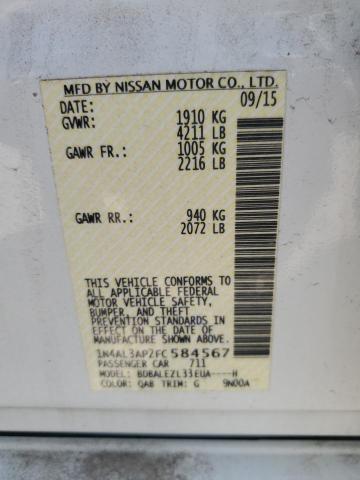 MFD BY NISSAN MOTOR CO., LTD.
DATE: 09/15
GVWR: 1910 KG
4211 LB
GAWR FR.: 1005 KG
2216 LB
GAWR RR.: 940 KG
2072 LB
THIS VEHICLE CONFORMS TO
ALL APPLICABLE FEDERAL
MOTOR VEHICLE SAFETY,
BUMPER, AND THEFT
PREVENTION STANDARDS IN
EFFECT ON THE DATE OF
MANUFACTURE SHOWN ABOVE.
1N4AL3AP2FC584567
PASSENGER CAR 711
MODEL: BDBALEZL33EUA----H
COLOR: QAB TRIM: G 9N00A